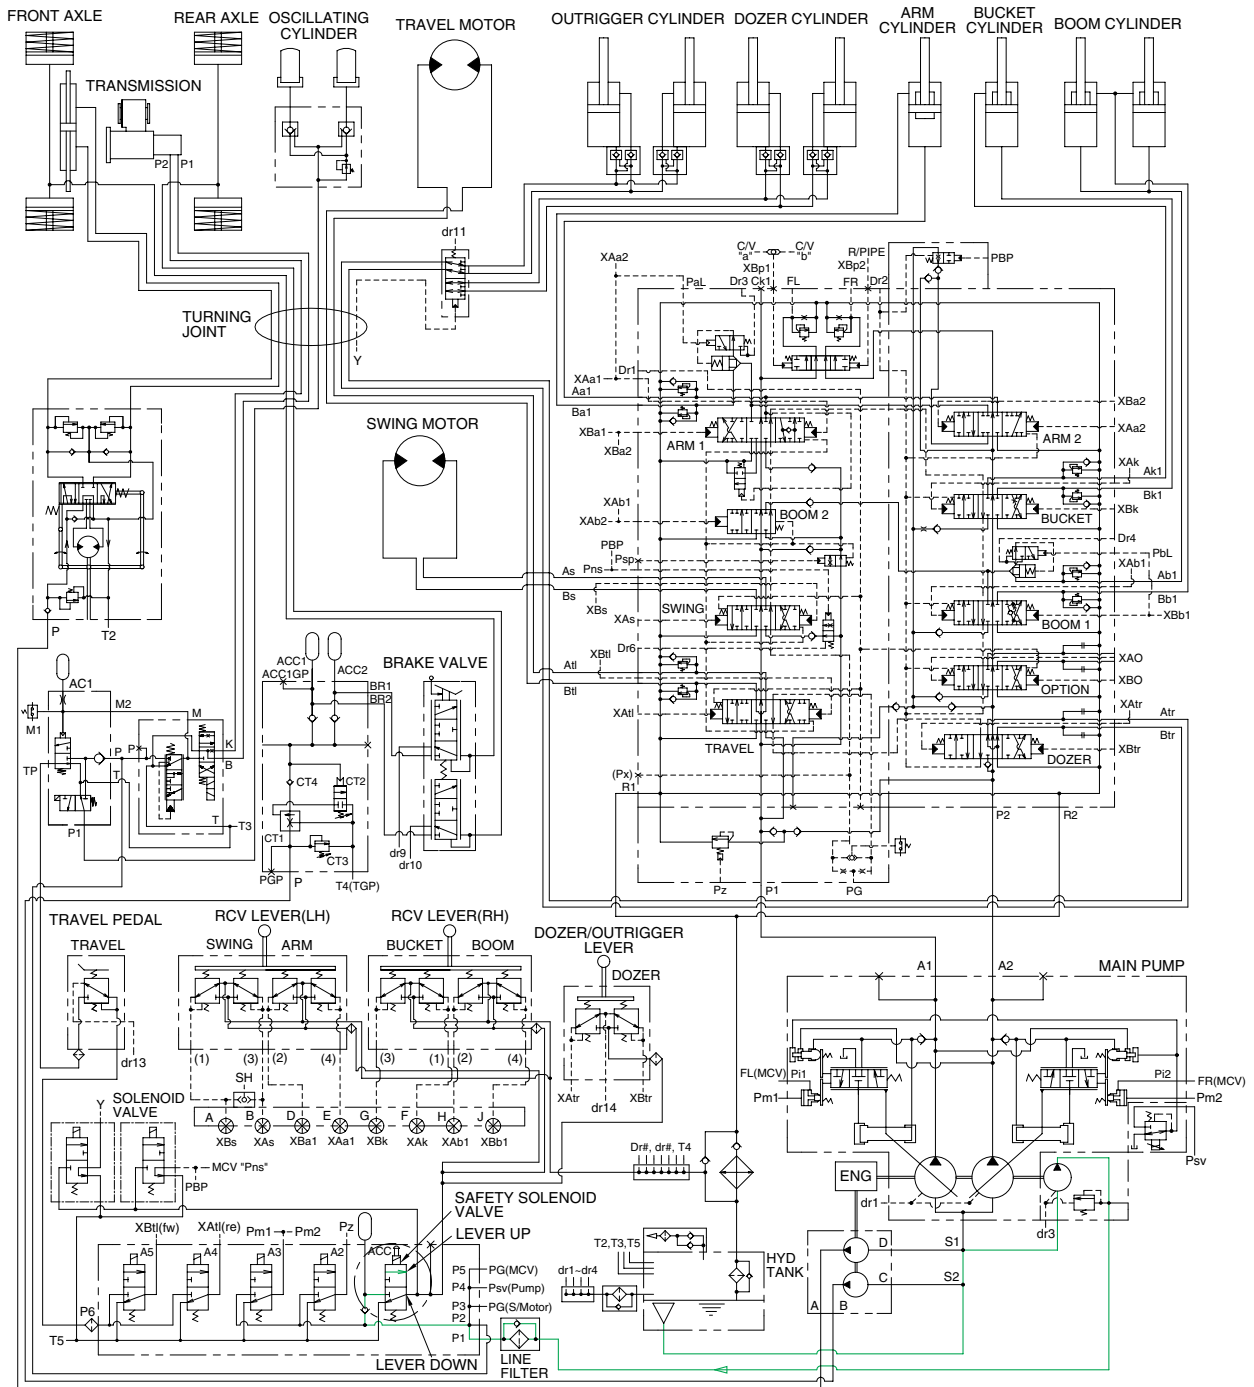 FRONT AXLE
REAR AXLE
OSCILLATING
CYLINDER
TRAVEL MOTOR
OUTRIGGER CYLINDER
DOZER CYLINDER
ARM
CYLINDER
BUCKET
CYLINDER
BOOM CYLINDER
TRANSMISSION
P2
P1
dr11
TURNING
JOINT
Y
XAa2
C/V
"a"
C/V
"b"
XBp1
R/PIPE
XBp2
PBP
PaL
Dr3
Ck1
FL
FR
Dr2
Dr1
XAa1
Aa1
Ba1
XBa1
XBa2
ARM 1
XBa2
XAa2
ARM 2
SWING MOTOR
XAk
Ak1
Bk1
XBk
BUCKET
XAb1
XAb2
BOOM 2
PBP
Psp
Pns
Dr4
PbL
XAb1
Ab1
Bb1
XBb1
BOOM 1
As
Bs
XBs
SWING
XAs
Dr6
XBtl
Atl
Btl
XAtl
TRAVEL
XAO
XBO
OPTION
XAtr
Atr
Btr
XBtr
DOZER
(Px)
R1
P2
R2
Pz
P1
PG
P
T2
AC1
M2
M1
M
K
B
TP
P
P
T
T
T3
P1
ACC1
ACC1GP
ACC2
BR1
BR2
CT4
CT2
CT1
CT3
PGP
P
T4(TGP)
BRAKE VALVE
dr9
dr10
TRAVEL PEDAL
TRAVEL
dr13
RCV LEVER(LH)
SWING
ARM
(1)
(3)
(2)
(4)
RCV LEVER(RH)
BUCKET
BOOM
(3)
(1)
(2)
(4)
DOZER/OUTRIGGER
LEVER
DOZER
XAtr
dr14
XBtr
SH
A
B
D
E
G
F
H
J
XBs
XAs
XBa1
XAa1
XBk
XAk
XAb1
XBb1
A1
A2
MAIN PUMP
FL(MCV)
Pi1
Pm1
Pi2
FR(MCV)
Pm2
Psv
ENG
dr1
dr3
D
C
A
B
S1
S2
Y
SOLENOID
VALVE
MCV "Pns"
PBP
Dr#, dr#, T4
T2,T3,T5
dr1~dr4
HYD
TANK
SAFETY SOLENOID
VALVE
LEVER UP
XBtl(fw)
XAtl(re)
Pm1
Pm2
Pz
A5
A4
A3
A2
ACC1
P5
PG(MCV)
P4
Psv(Pump)
P3
PG(S/Motor)
P2
P1
P6
T5
LEVER DOWN
LINE
FILTER